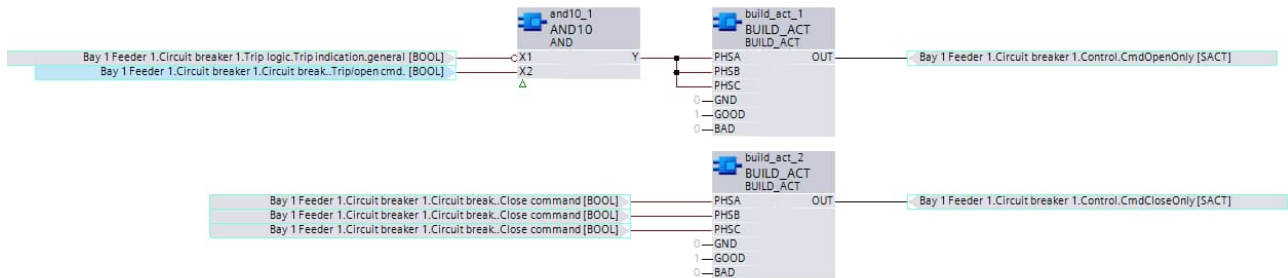 and10_1
AND10
AND
Bay 1 Feeder 1.Circuit breaker 1.Trip logic.Trip indication.general [BOOL]
Bay 1 Feeder 1.Circuit breaker 1.Circuit break..Trip/open cmd. [BOOL]
X1 Y
X2
build_act_1
BUILD_ACT
BUILD_ACT
PHSA OUT
PHSB
PHSC
0 GND
1 GOOD
0 BAD
Bay 1 Feeder 1.Circuit breaker 1.Control.CmdOpenOnly [SACT]
build_act_2
BUILD_ACT
BUILD_ACT
Bay 1 Feeder 1.Circuit breaker 1.Circuit break..Close command [BOOL]
Bay 1 Feeder 1.Circuit breaker 1.Circuit break..Close command [BOOL]
Bay 1 Feeder 1.Circuit breaker 1.Circuit break..Close command [BOOL]
PHSA OUT
PHSB
PHSC
0 GND
1 GOOD
0 BAD
Bay 1 Feeder 1.Circuit breaker 1.Control.CmdCloseOnly [SACT]